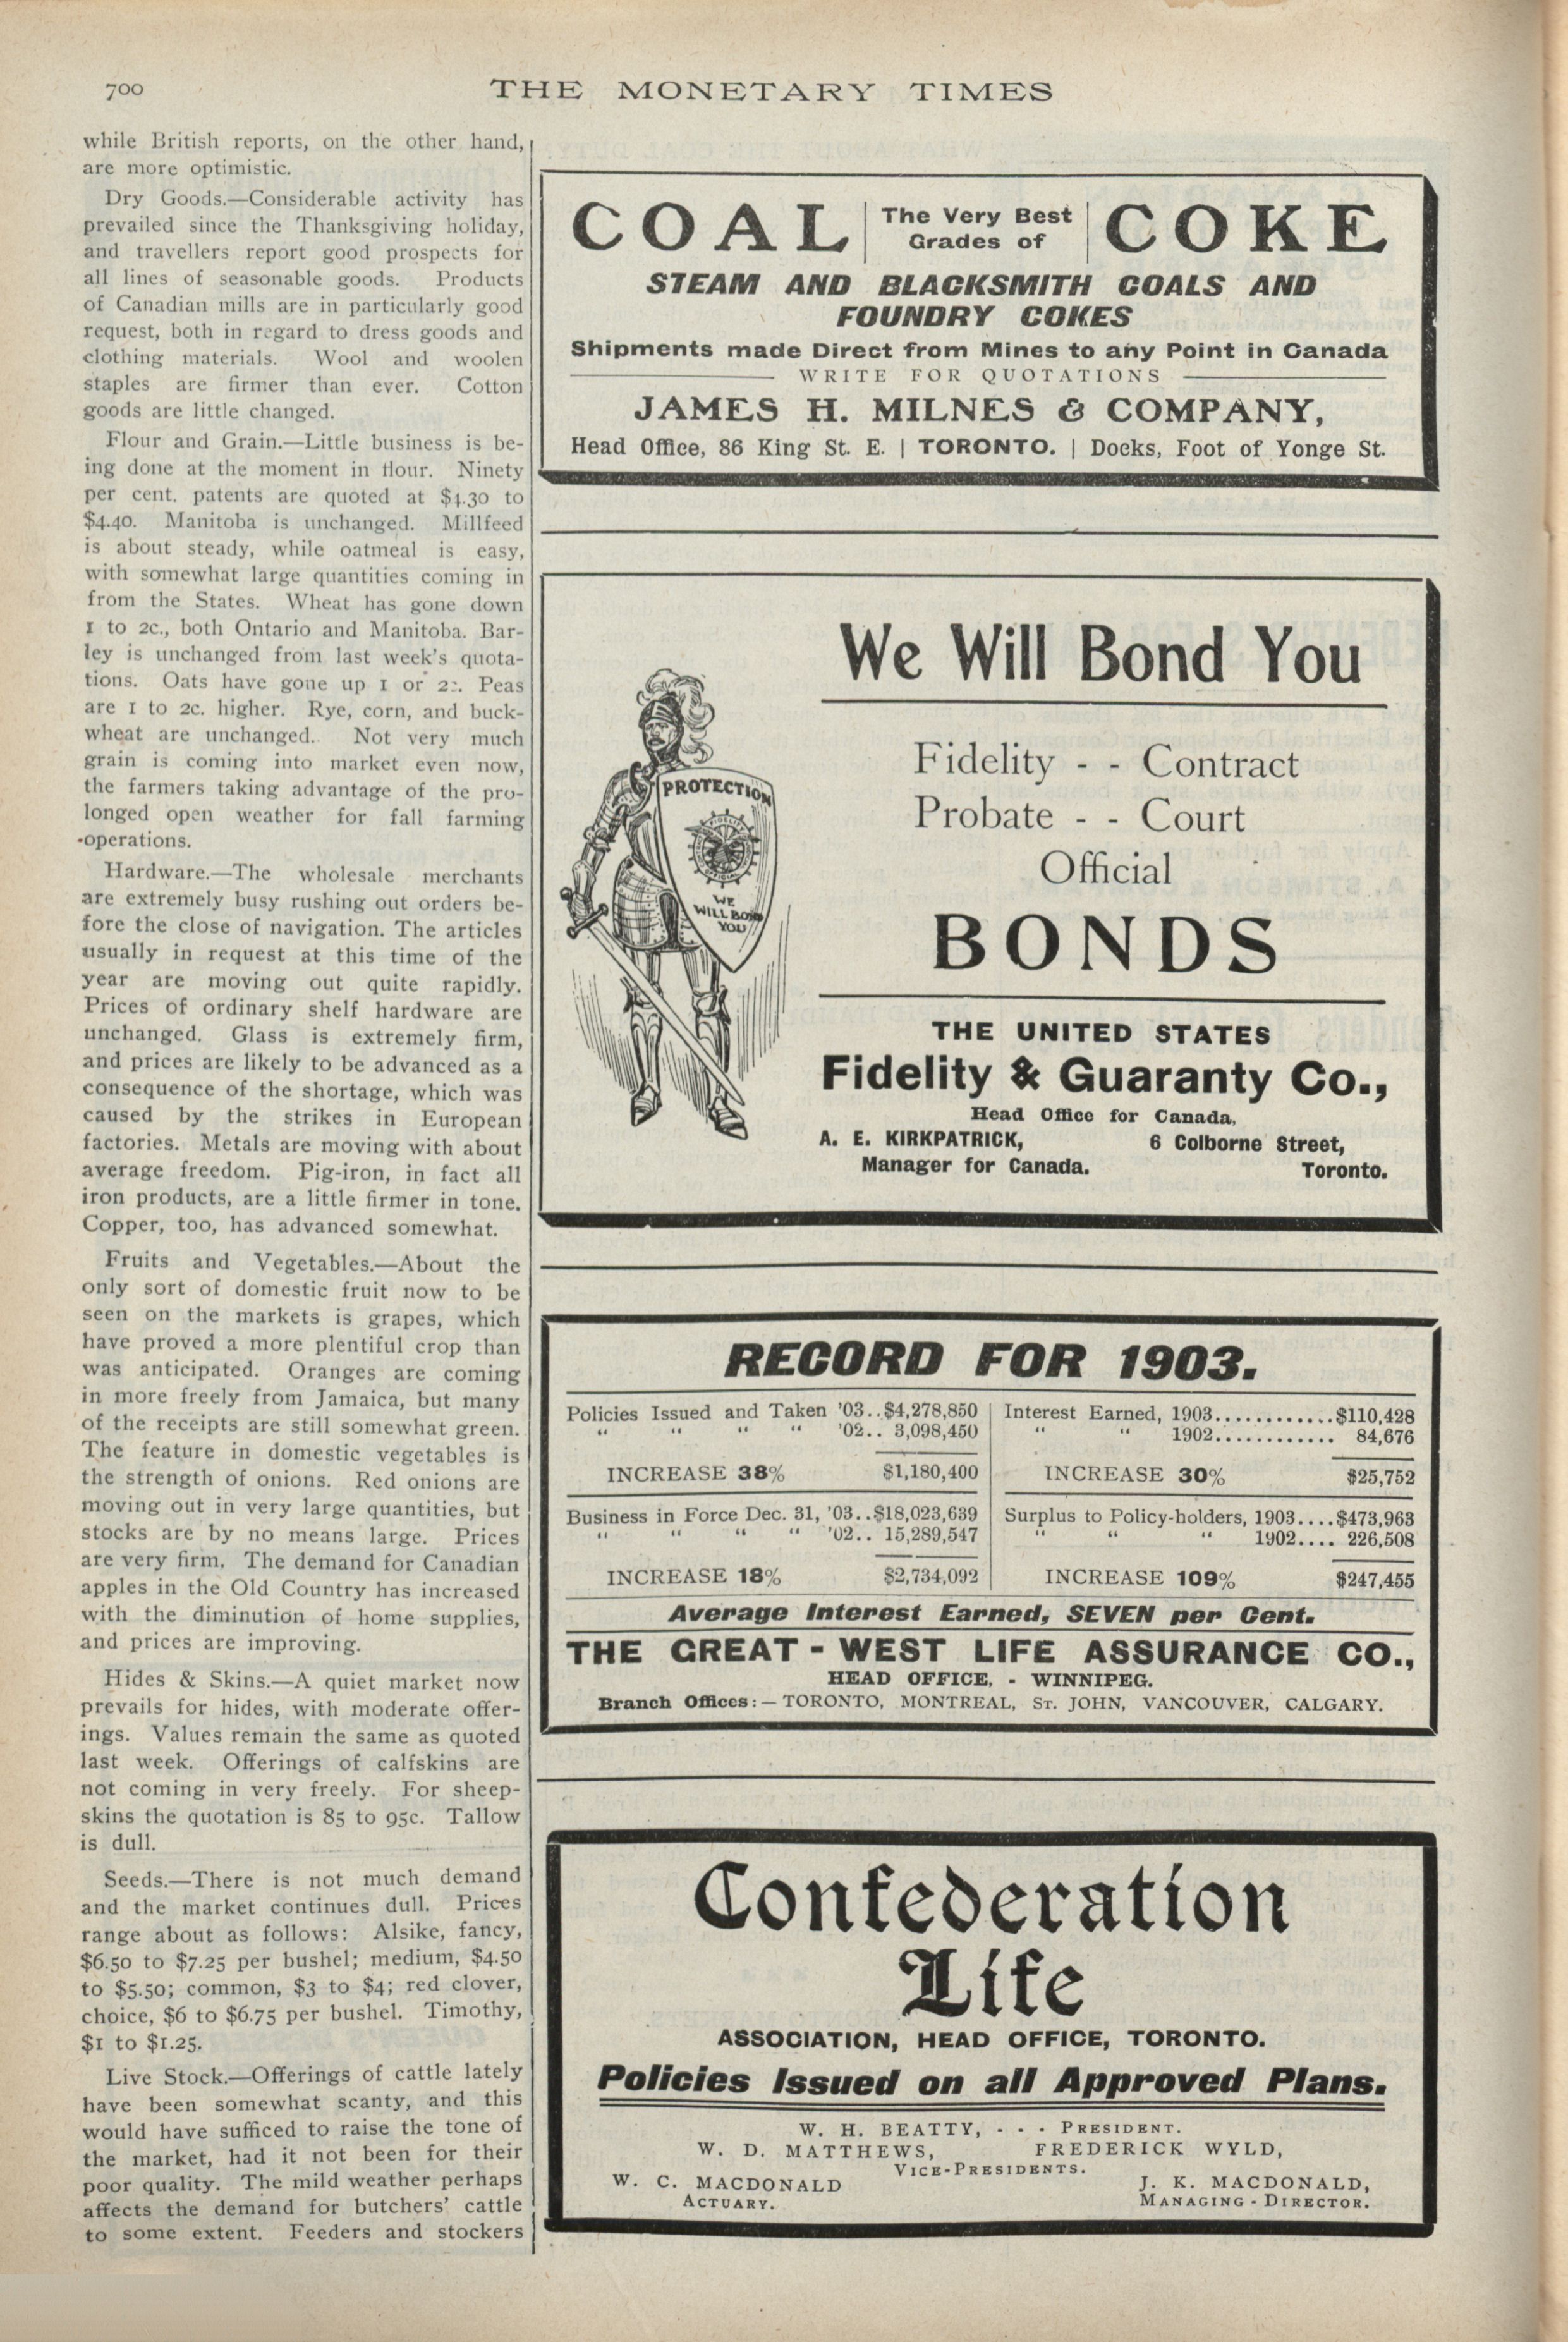 700
THE MONETARY TIMES
while British reports, on the other hand,
are more optimistic.
Dry Goods.—Considerable activity has
prevailed since the Thanksgiving holiday,
and travellers report good prospects for
all lines of seasonable goods. Products
of Canadian mills are in particularly good
request, both in regard to dress goods and
clothing materials. Wool and woolen
staples are firmer than ever. Cotton
goods are little changed.
Flour and Grain.—Little business is be-
ing done at the moment in flour. Ninety
per cent. patents are quoted at $4.30 to
$4.40. Manitoba is unchanged. Millfeed
is about steady, while oatmeal is easy,
with somewhat large quantities coming in
from the States. Wheat has gone down
1 to 2c., both Ontario and Manitoba. Bar-
ley is unchanged from last week's quota-
tions. Oats have gone up 1 or 2c. Peas
are 1 to 2c. higher. Rye, corn, and buck-
wheat are unchanged. Not very much
grain is coming into market even now,
the farmers taking advantage of the pro-
longed open weather for fall farming
operations.
Hardware.—The wholesale merchants
are extremely busy rushing out orders be-
fore the close of navigation. The articles
usually in request at this time of the
year are moving out quite rapidly.
Prices of ordinary shelf hardware are
unchanged. Glass is extremely firm,
and prices are likely to be advanced as a
consequence of the shortage, which was
caused by the strikes in European
factories. Metals are moving with about
average freedom. Pig-iron, in fact all
iron products, are a little firmer in tone.
Copper, too, has advanced somewhat.
Fruits and Vegetables.—About the
only sort of domestic fruit now to be
seen on the markets is grapes, which
have proved a more plentiful crop than
was anticipated. Oranges are coming
in more freely from Jamaica, but many
of the receipts are still somewhat green.
The feature in domestic vegetables is
the strength of onions. Red onions are
moving out in very large quantities, but
stocks are by no means large. Prices
are very firm. The demand for Canadian
apples in the Old Country has increased
with the diminution of home supplies,
and prices are improving.
Hides & Skins.—A quiet market now
prevails for hides, with moderate offer-
ings. Values remain the same as quoted
last week. Offerings of calfskins are
not coming in very freely. For sheep-
skins the quotation is 85 to 95c. Tallow
is dull.
Seeds.—There is not much demand
and the market continues dull. Prices
range about as follows: Alsike, fancy,
$6.50 to $7.25 per bushel; medium, $4.50
to $5.50; common, $3 to $4; red clover,
choice, $6 to $6.75 per bushel. Timothy,
$1 to $1.25.
Live Stock.—Offerings of cattle lately
have been somewhat scanty, and this
would have sufficed to raise the tone of
the market, had it not been for their
poor quality. The mild weather perhaps
affects the demand for butchers' cattle
to some extent. Feeders and stockers
COAL | The Very Best Grades of | COKE
STEAM AND BLACKSMITH COALS AND
FOUNDRY COKES
Shipments made Direct from Mines to any Point in Canada
WRITE FOR QUOTATIONS
JAMES H. MILNES & COMPANY,
Head Office, 86 King St. E. | TORONTO. | Docks, Foot of Yonge St.
We Will Bond You
Fidelity - - Contract
Probate - - Court
Official
BONDS
PROTECTION
FIDELITY
OFFICIAL
WE
WILL BOND
YOU
THE UNITED STATES
Fidelity & Guaranty Co.,
Head Office for Canada,
A. E. KIRKPATRICK, 6 Colborne Street,
Manager for Canada. Toronto.
RECORD FOR 1903.
Policies Issued and Taken '03..$4,278,850
" " " " '02.. 3,098,450
INCREASE 38% $1,180,400
Interest Earned, 1903............$110,428
" " 1902............ 84,676
INCREASE 30% $25,752
Business in Force Dec. 31, '03..$18,023,639
" " " " '02.. 15,289,547
INCREASE 18% $2,734,092
Surplus to Policy-holders, 1903....$473,963
" " " 1902.... 226,508
INCREASE 109% $247,455
Average Interest Earned, SEVEN per Cent.
THE GREAT-WEST LIFE ASSURANCE CO.,
HEAD OFFICE, - WINNIPEG.
Branch Offices:—TORONTO, MONTREAL, ST. JOHN, VANCOUVER, CALGARY.
Confederation
Life
ASSOCIATION, HEAD OFFICE, TORONTO.
Policies Issued on all Approved Plans.
W. H. BEATTY, - - - PRESIDENT.
W. D. MATTHEWS, FREDERICK WYLD,
VICE-PRESIDENTS.
W. C. MACDONALD J. K. MACDONALD,
ACTUARY. MANAGING-DIRECTOR.